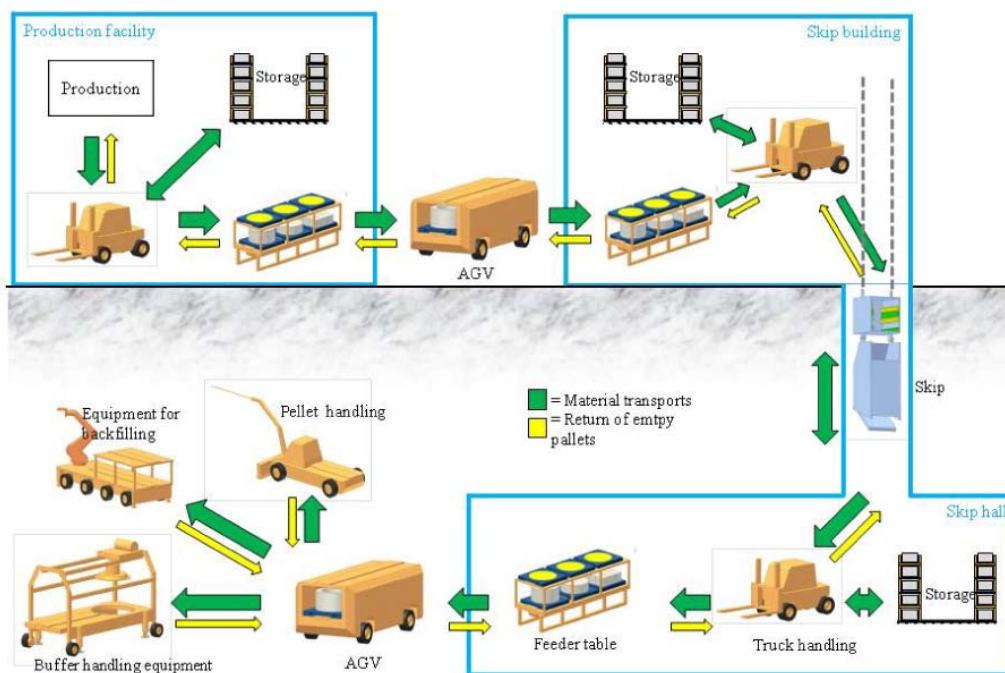 Production facility
Skip building
Production
Storage
Storage
AGV
Skip
= Material transports
= Return of emtpy
pallets
Equipment for
backfilling
Pellet handling
Skip hall
Storage
Feeder table
Truck handling
AGV
Buffer handling equipment